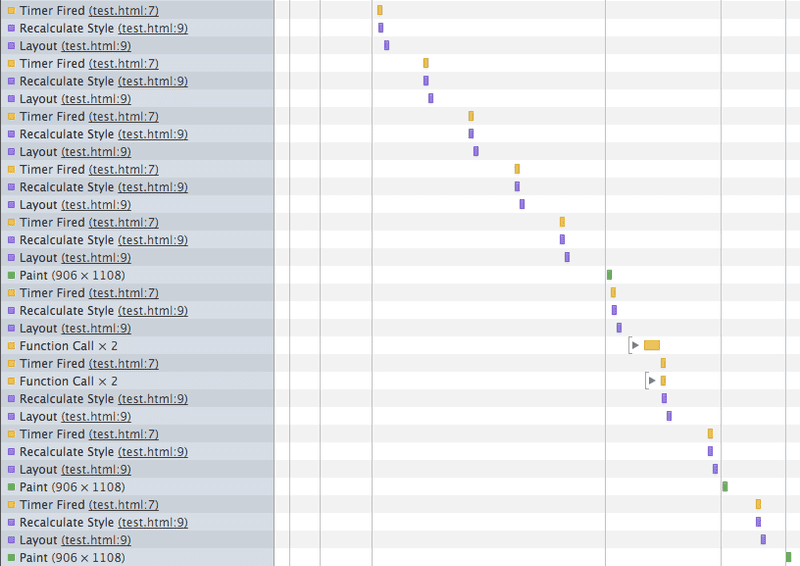 Timer Fired (test.html:7)
Recalculate Style (test.html:9)
Layout (test.html:9)
Timer Fired (test.html:7)
Recalculate Style (test.html:9)
Layout (test.html:9)
Timer Fired (test.html:7)
Recalculate Style (test.html:9)
Layout (test.html:9)
Timer Fired (test.html:7)
Recalculate Style (test.html:9)
Layout (test.html:9)
Timer Fired (test.html:7)
Recalculate Style (test.html:9)
Layout (test.html:9)
Paint (906 × 1108)
Timer Fired (test.html:7)
Recalculate Style (test.html:9)
Layout (test.html:9)
Function Call × 2
Timer Fired (test.html:7)
Function Call × 2
Recalculate Style (test.html:9)
Layout (test.html:9)
Timer Fired (test.html:7)
Recalculate Style (test.html:9)
Layout (test.html:9)
Paint (906 × 1108)
Timer Fired (test.html:7)
Recalculate Style (test.html:9)
Layout (test.html:9)
Paint (906 × 1108)